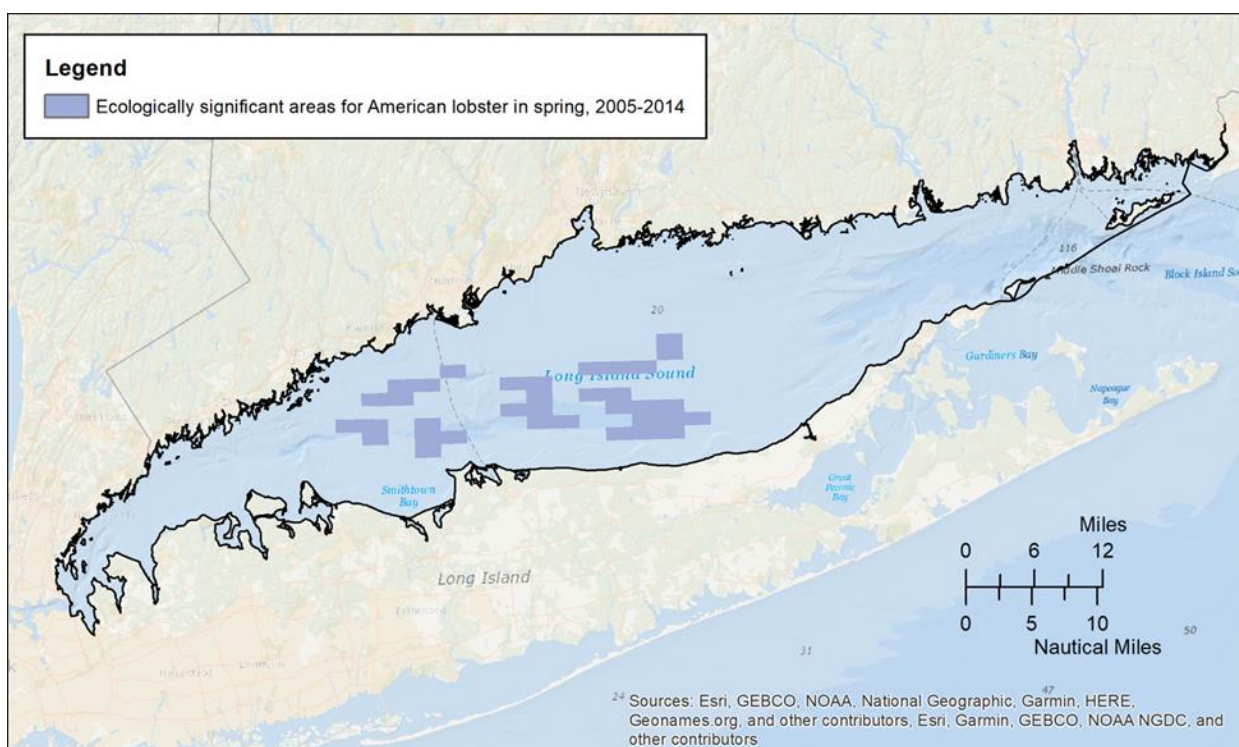 Legend
Ecologically significant areas for American lobster in spring, 2005-2014
116
Middle Shoal Rock
Block Island So
20
Long Island Sound
Gardiners Bay
Napeague
Bay
Smithtown
Bay
Great
Peconic
Bay
Long Island
Miles
0 6 12
0 5 10
Nautical Miles
50
31
47
24
Sources: Esri, GEBCO, NOAA, National Geographic, Garmin, HERE,
Geonames.org, and other contributors, Esri, Garmin, GEBCO, NOAA NGDC, and
other contributors